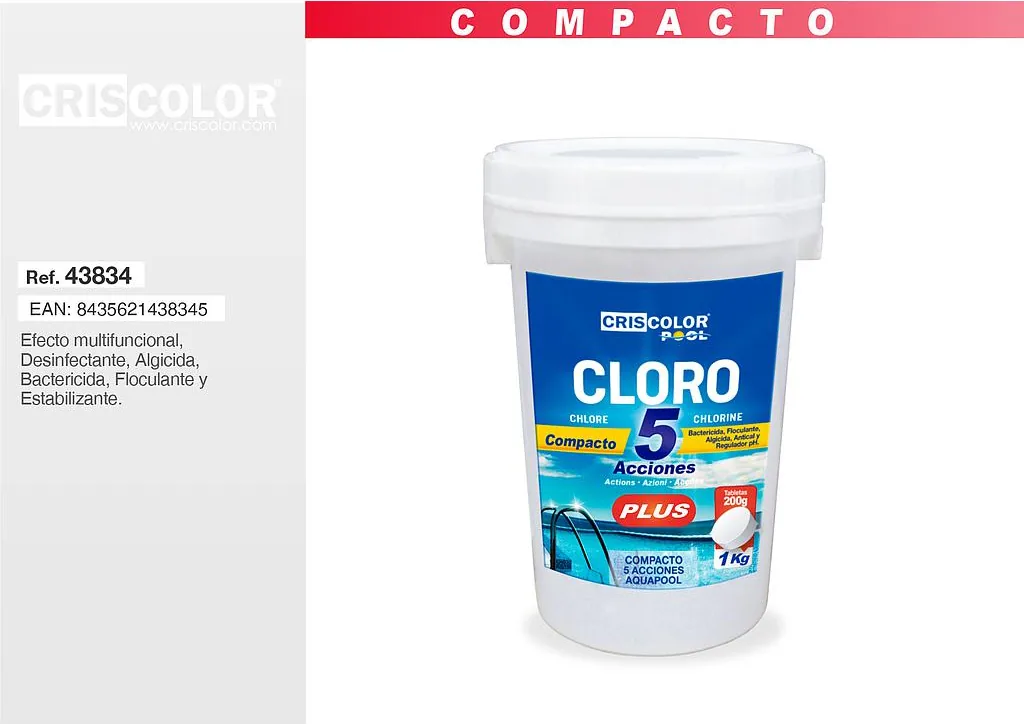 COMPACTO
CRISCOLOR®
www.criscolor.com
Ref. 43834
EAN: 8435621438345
Efecto multifuncional,
Desinfectante, Algicida,
Bactericida, Floculante y
Estabilizante.
CRISCOLOR®
POOL
CLORO
CHLORE
CHLORINE
5
Compacto
Bactericida, Floculante,
Algicida, Antical y
Regulador pH.
Acciones
Actions · Azioni ·
PLUS
Tabletas
200g
1Kg
COMPACTO
5 ACCIONES
AQUAPOOL